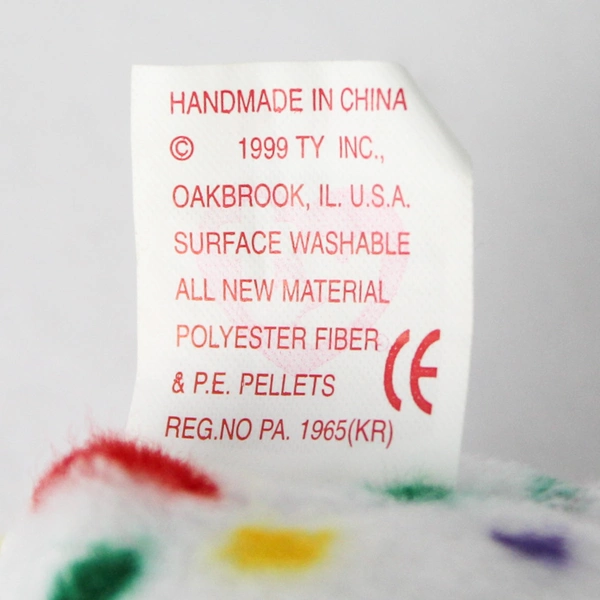 HANDMADE IN CHINA
© 1999 TY INC.,
OAKBROOK, IL. U.S.A.
SURFACE WASHABLE
ALL NEW MATERIAL
POLYESTER FIBER
& P.E. PELLETS CE
REG.NO PA. 1965(KR)